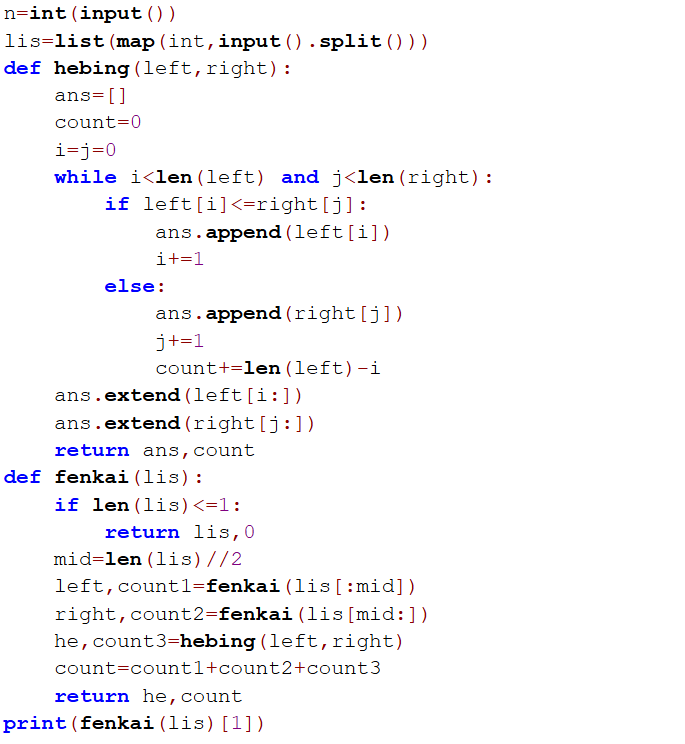 n=int(input())
lis=list(map(int,input().split()))
def hebing(left,right):
    ans=[]
    count=0
    i=j=0
    while i<len(left) and j<len(right):
        if left[i]<=right[j]:
            ans.append(left[i])
            i+=1
        else:
            ans.append(right[j])
            j+=1
            count+=len(left)-i
    ans.extend(left[i:])
    ans.extend(right[j:])
    return ans,count
def fenkai(lis):
    if len(lis)<=1:
        return lis,0
    mid=len(lis)//2
    left,count1=fenkai(lis[:mid])
    right,count2=fenkai(lis[mid:])
    he,count3=hebing(left,right)
    count=count1+count2+count3
    return he,count
print(fenkai(lis)[1])